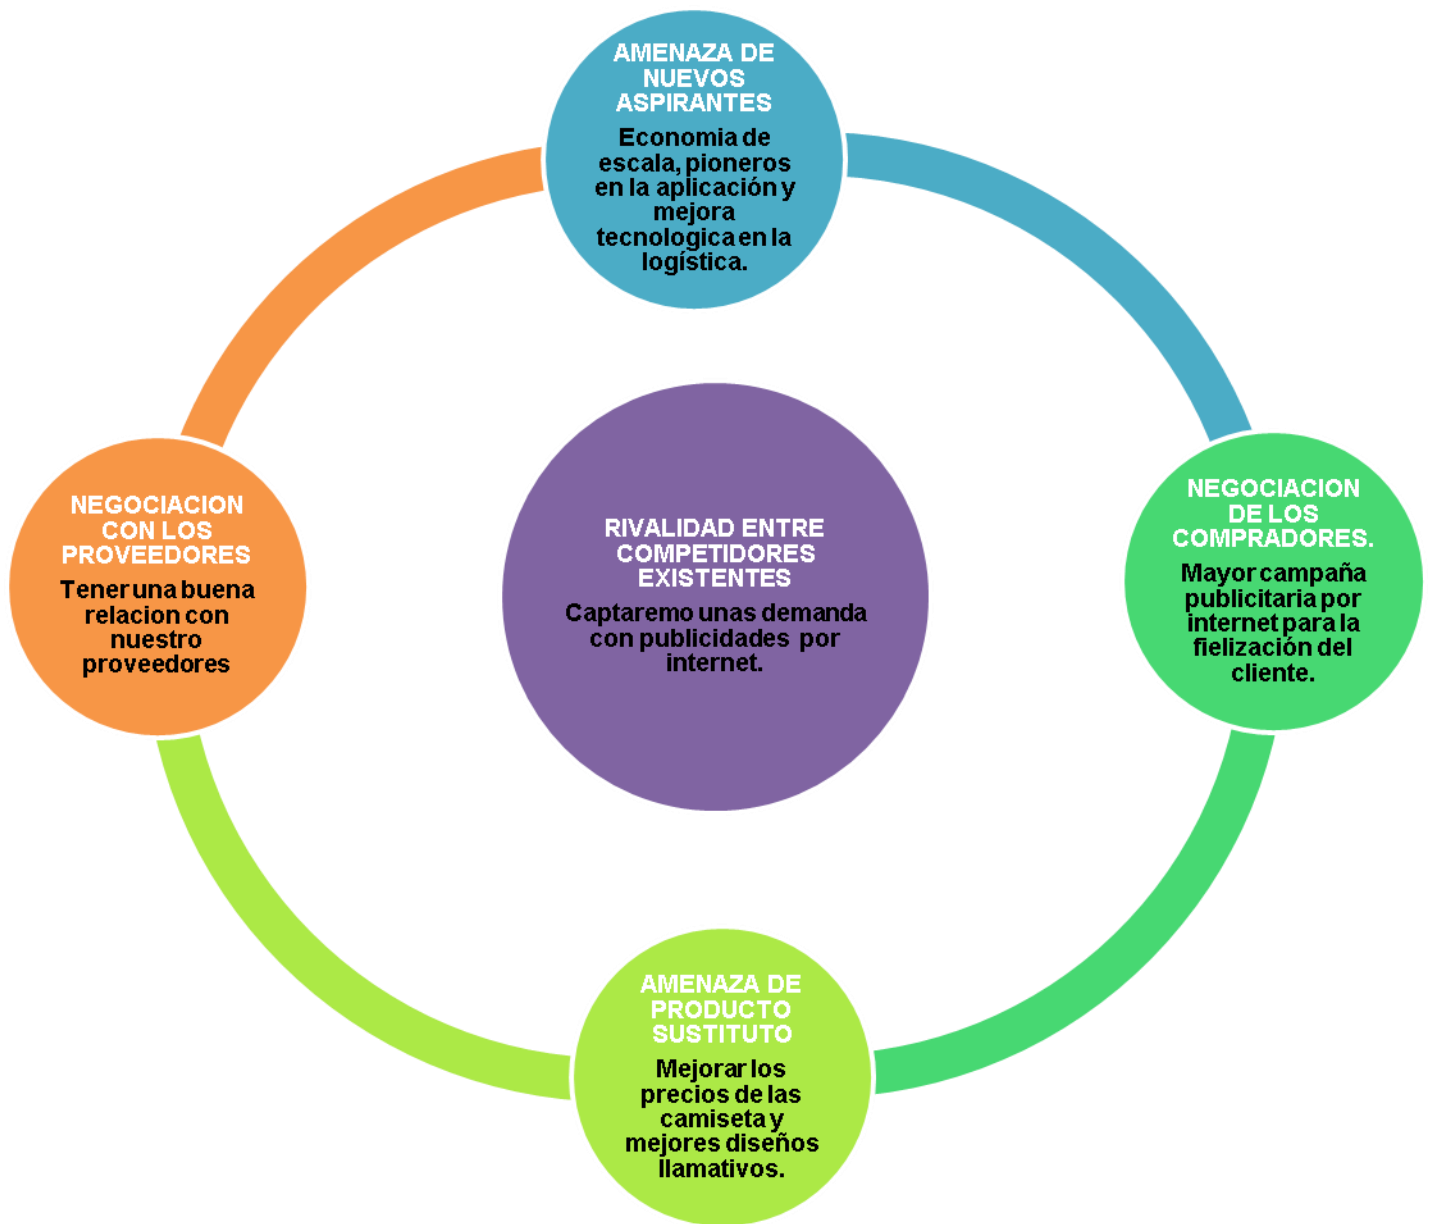 AMENAZA DE
NUEVOS
ASPIRANTES
Economia de
escala, pioneros
en la aplicación y
mejora
tecnologica en la
logística.
NEGOCIACION
DE LOS
COMPRADORES.
Mayor campaña
publicitaria por
internet para la
fielización del
cliente.
AMENAZA DE
PRODUCTO
SUSTITUTO
Mejorar los
precios de las
camiseta y
mejores diseños
llamativos.
NEGOCIACION
CON LOS
PROVEEDORES
Tener una buena
relacion con
nuestro
proveedores
RIVALIDAD ENTRE
COMPETIDORES
EXISTENTES
Captaremo unas demanda
con publicidades por
internet.